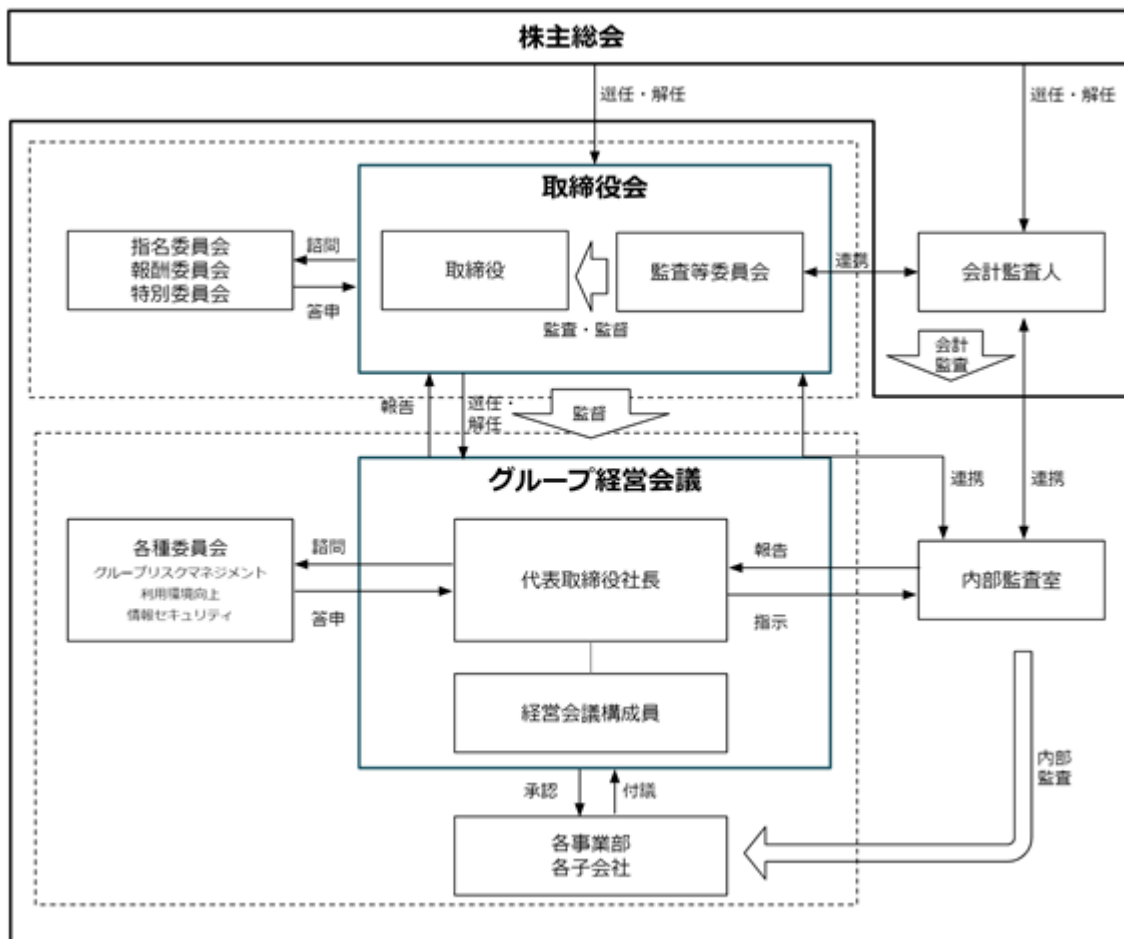 株主総会
選任・解任
選任・解任
取締役会
指名委員会
報酬委員会
特別委員会
諮問
答申
取締役
監査等委員会
監査・監督
連携
会計監査人
会計
監査
報告
選任・
解任
監督
グループ経営会議
連携
連携
各種委員会
グループリスクマネジメント
利用環境向上
情報セキュリティ
諮問
答申
代表取締役社長
報告
指示
内部監査室
経営会議構成員
承認
付議
内部
監査
各事業部
各子会社